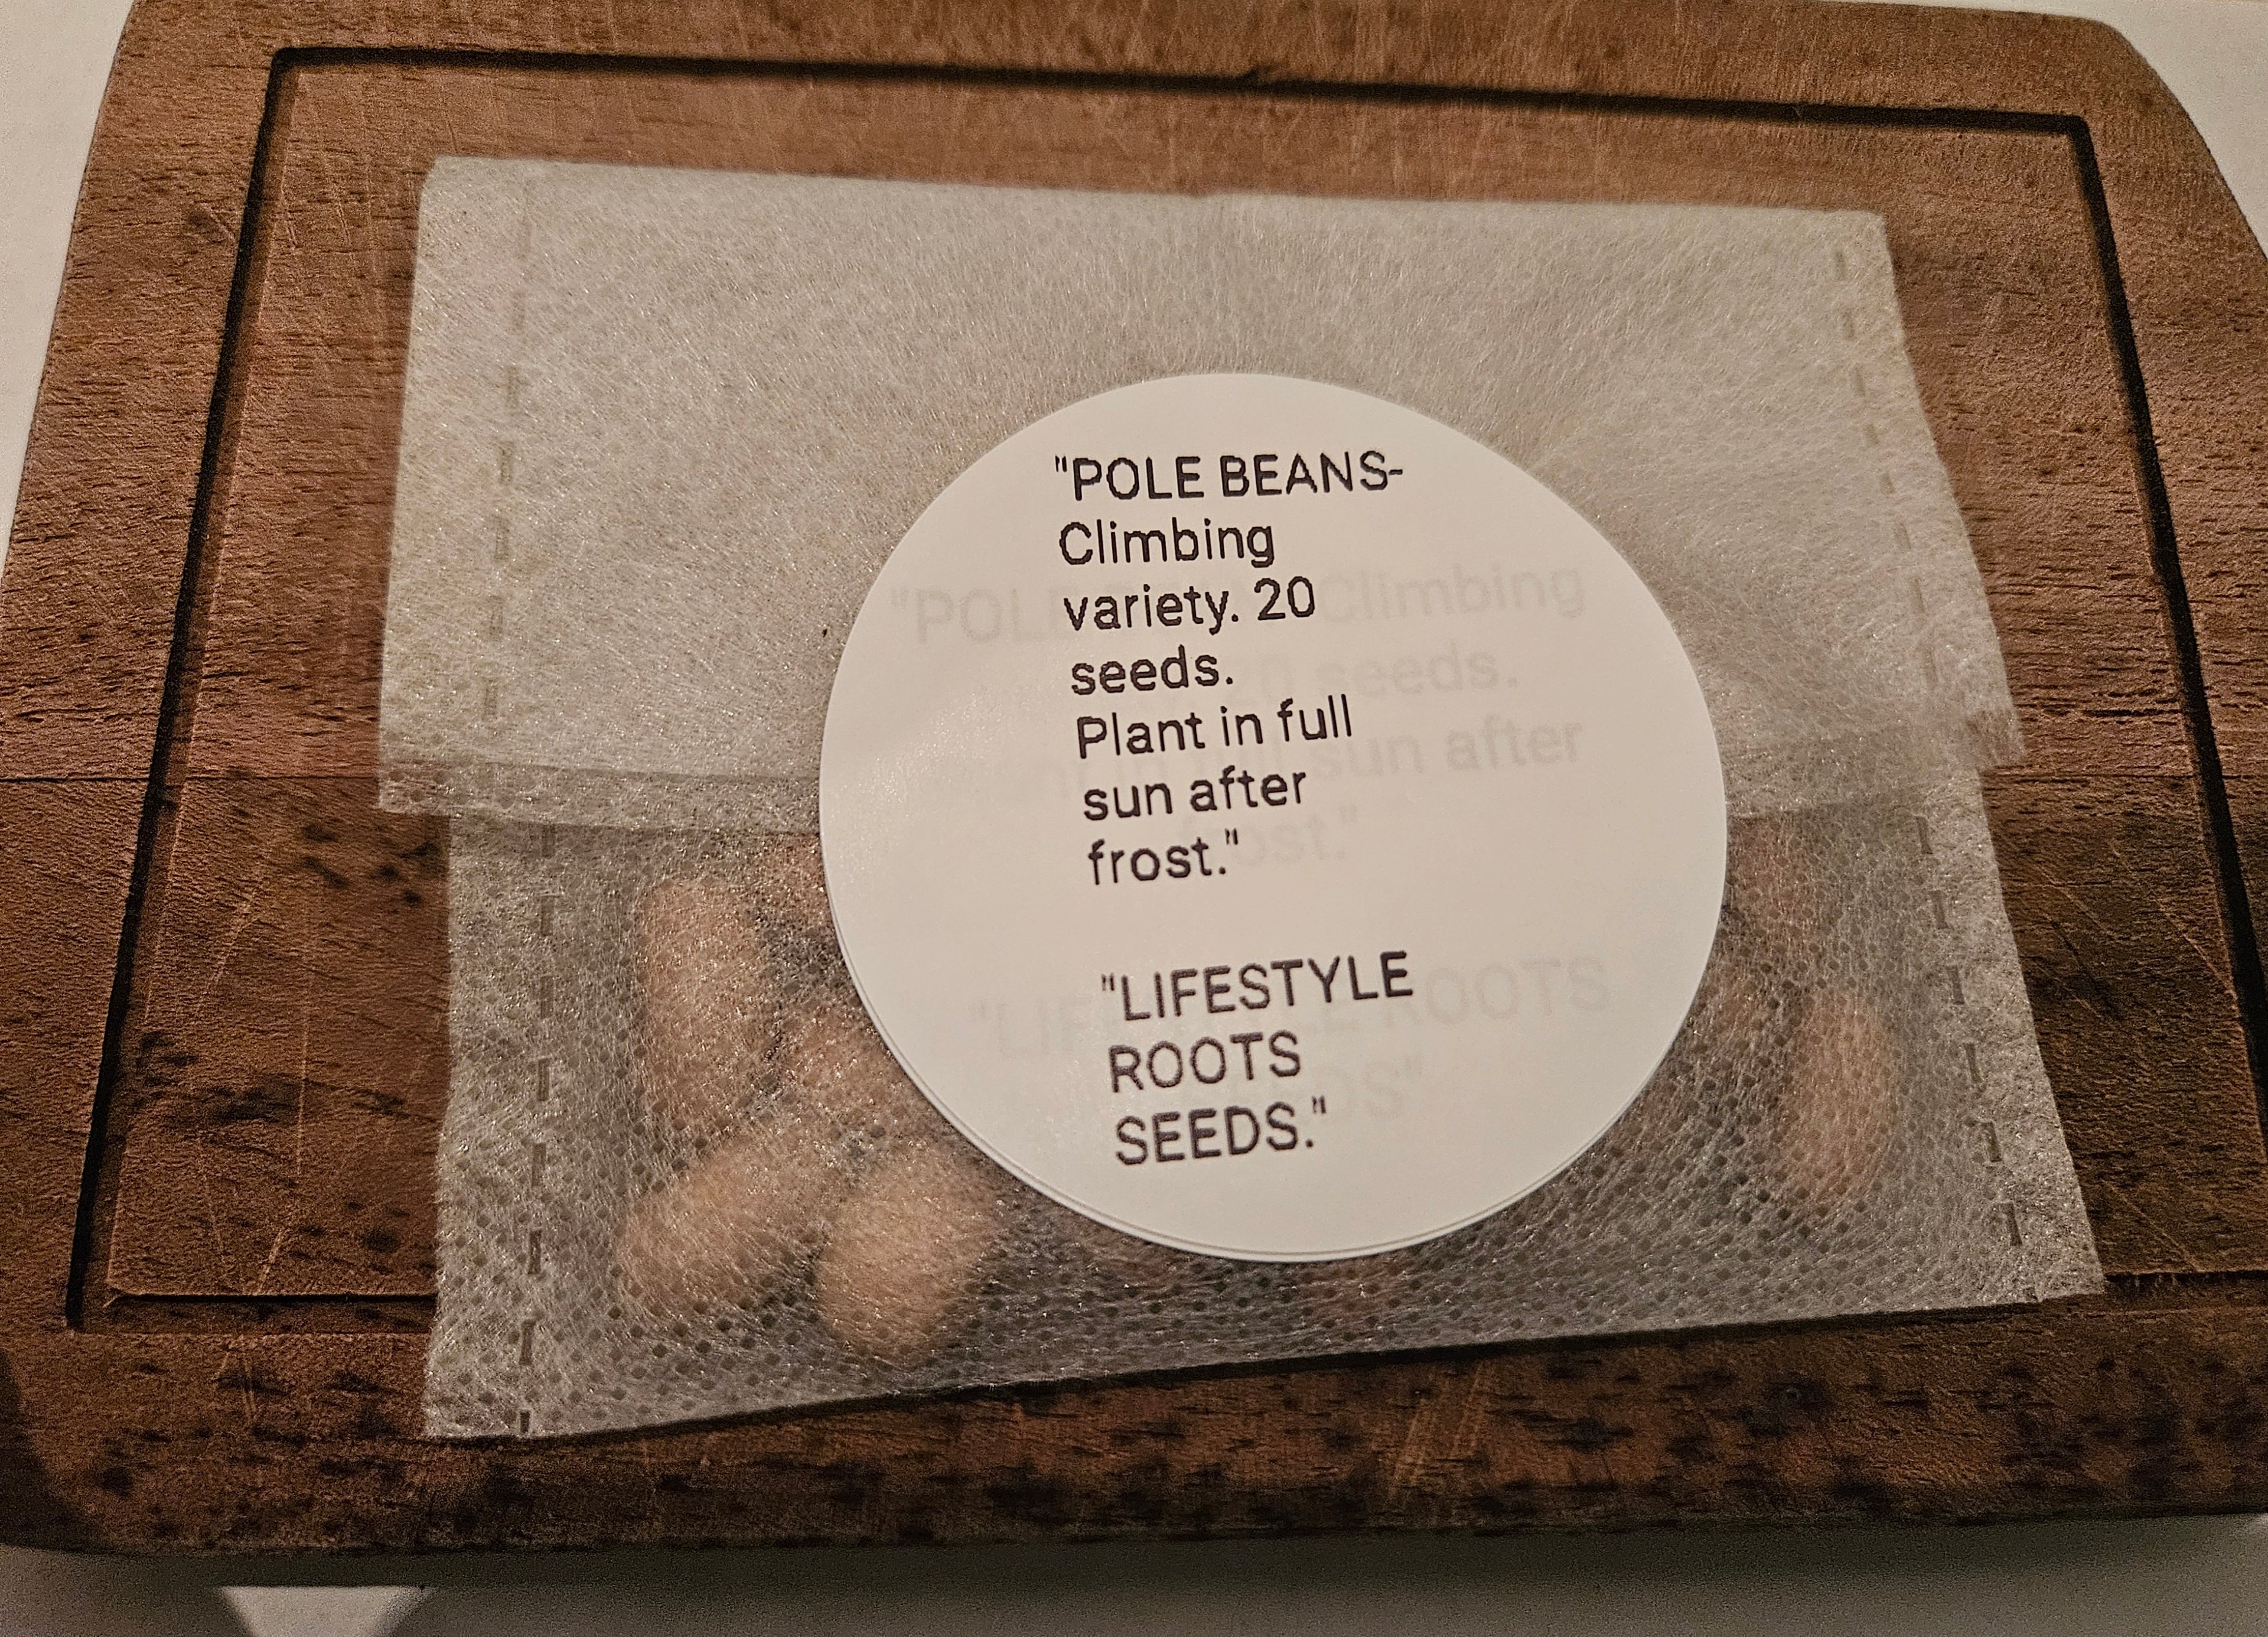 "POLE BEANS-
Climbing
variety. 20
seeds.
Plant in full
sun after
frost."
"LIFESTYLE
ROOTS
SEEDS."